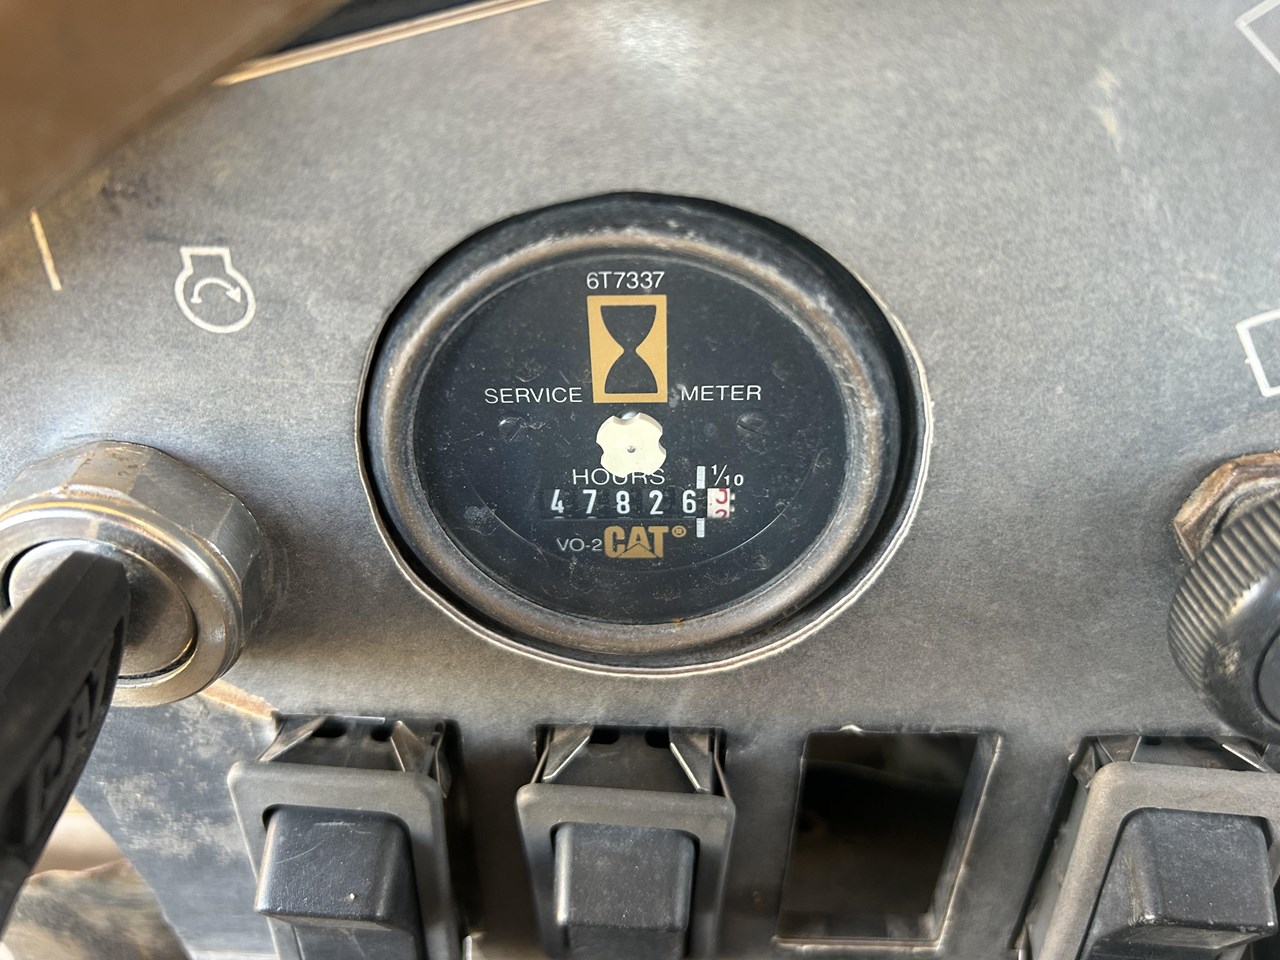 6T7337
SERVICE METER
HOURS 1/10
47826
VO-2 CAT®